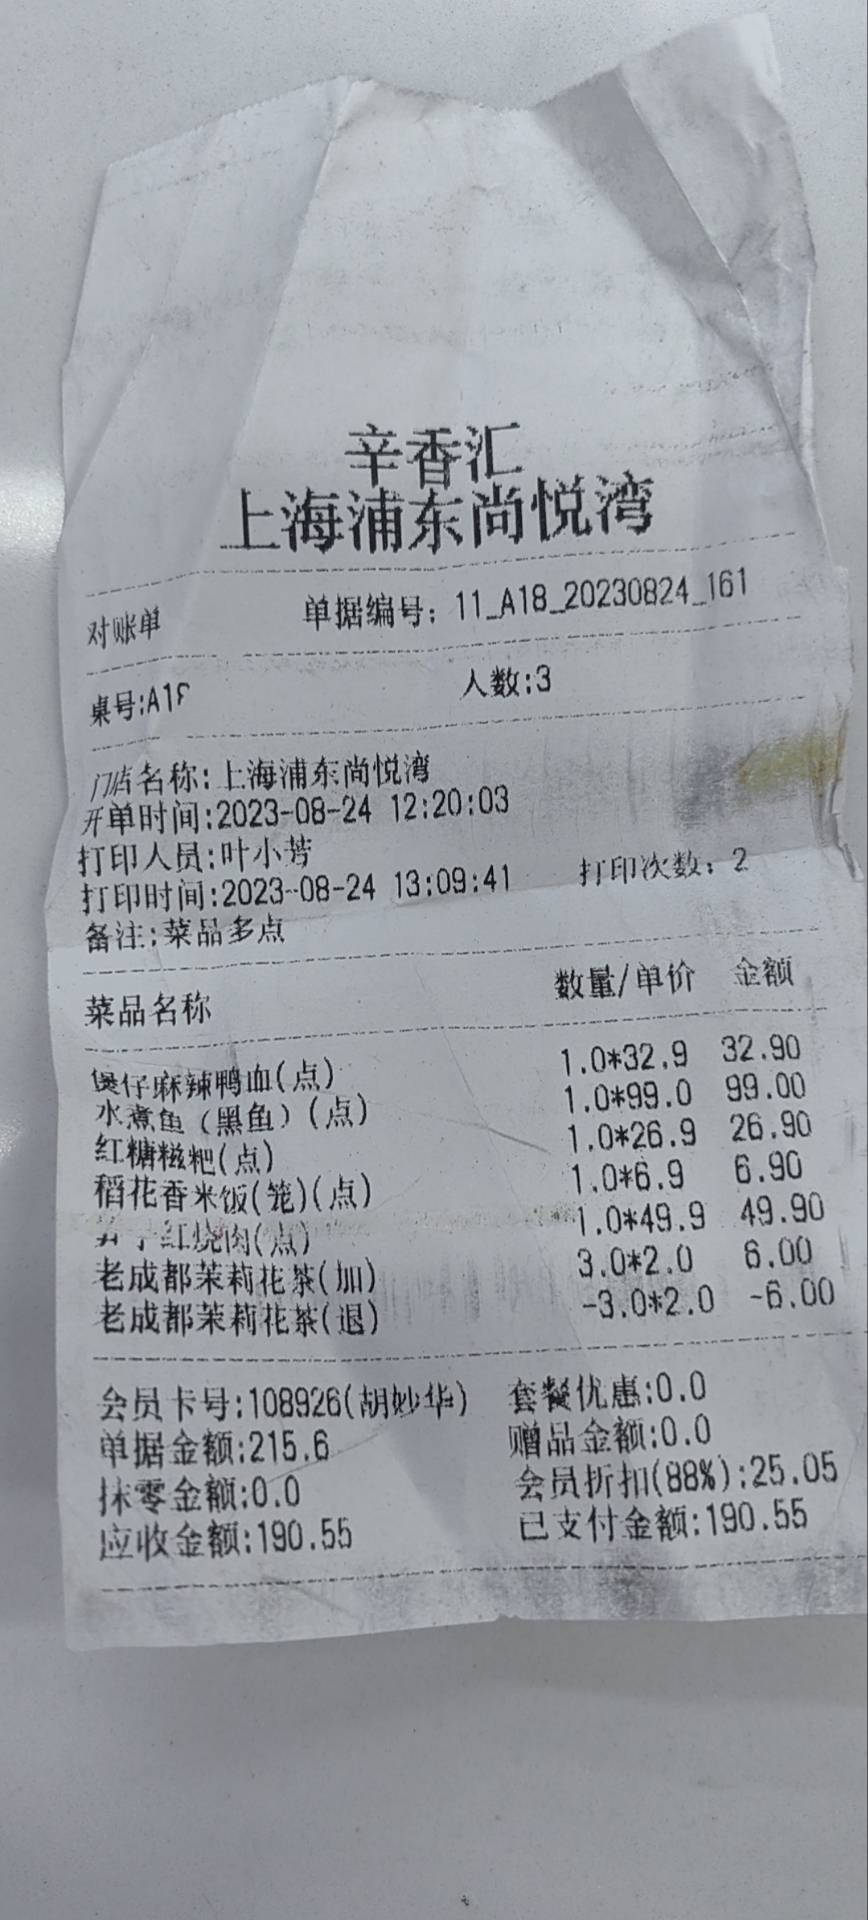 辛香汇
上海浦东尚悦湾
对账单 单据编号: 11_A18_20230824_161
桌号:A18 人数:3
门店名称:上海浦东尚悦湾
开单时间:2023-08-24 12:20:03
打印人员:叶小芳
打印时间:2023-08-24 13:09:41 打印次数: 2
备注:菜品多点
菜品名称 数量/单价 金额
煲仔麻辣鸭血(点) 1.0*32.9 32.90
水煮鱼（黑鱼）(点) 1.0*99.0 99.00
红糖糍粑(点) 1.0*26.9 26.90
稻花香米饭(笼)(点) 1.0*6.9 6.90
红烧肉(点) 1.0*49.9 49.90
老成都茉莉花茶(加) 3.0*2.0 6.00
老成都茉莉花茶(退) -3.0*2.0 -6.00
会员卡号:108926(胡妙华) 套餐优惠:0.0
单据金额:215.6 赠品金额:0.0
抹零金额:0.0 会员折扣(88%):25.05
应收金额:190.55 已支付金额:190.55